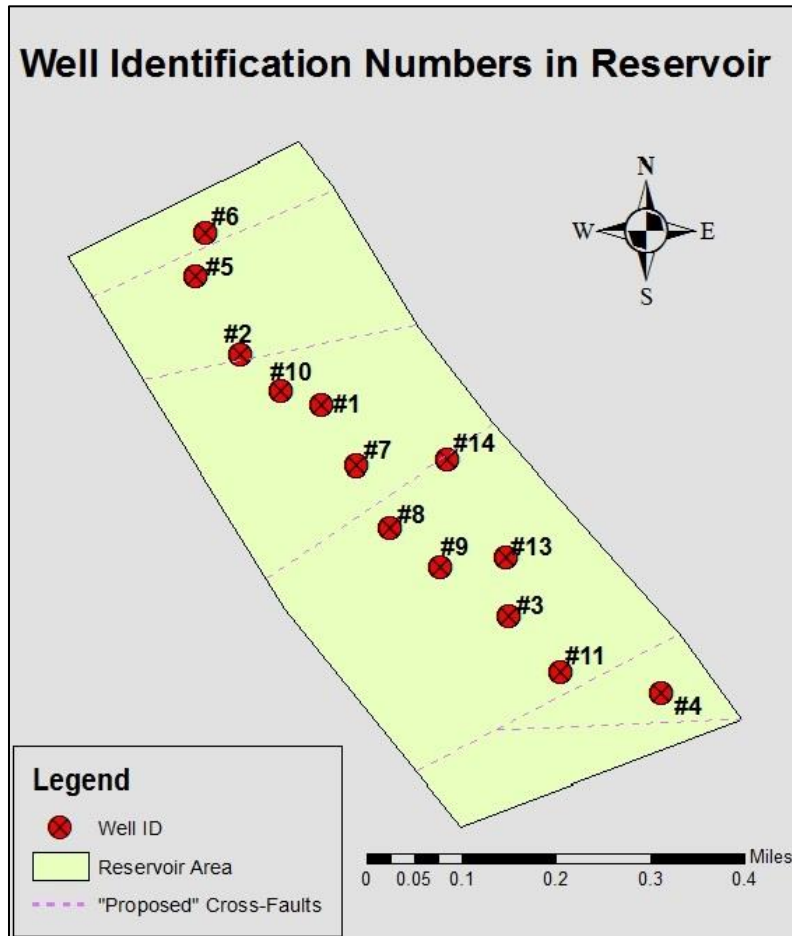 Well Identification Numbers in Reservoir
N
W E
S
#6
#5
#2
#10
#1
#7
#14
#8
#9
#13
#3
#11
#4
Legend
Well ID
Reservoir Area
"Proposed" Cross-Faults
Miles
0 0.05 0.1 0.2 0.3 0.4